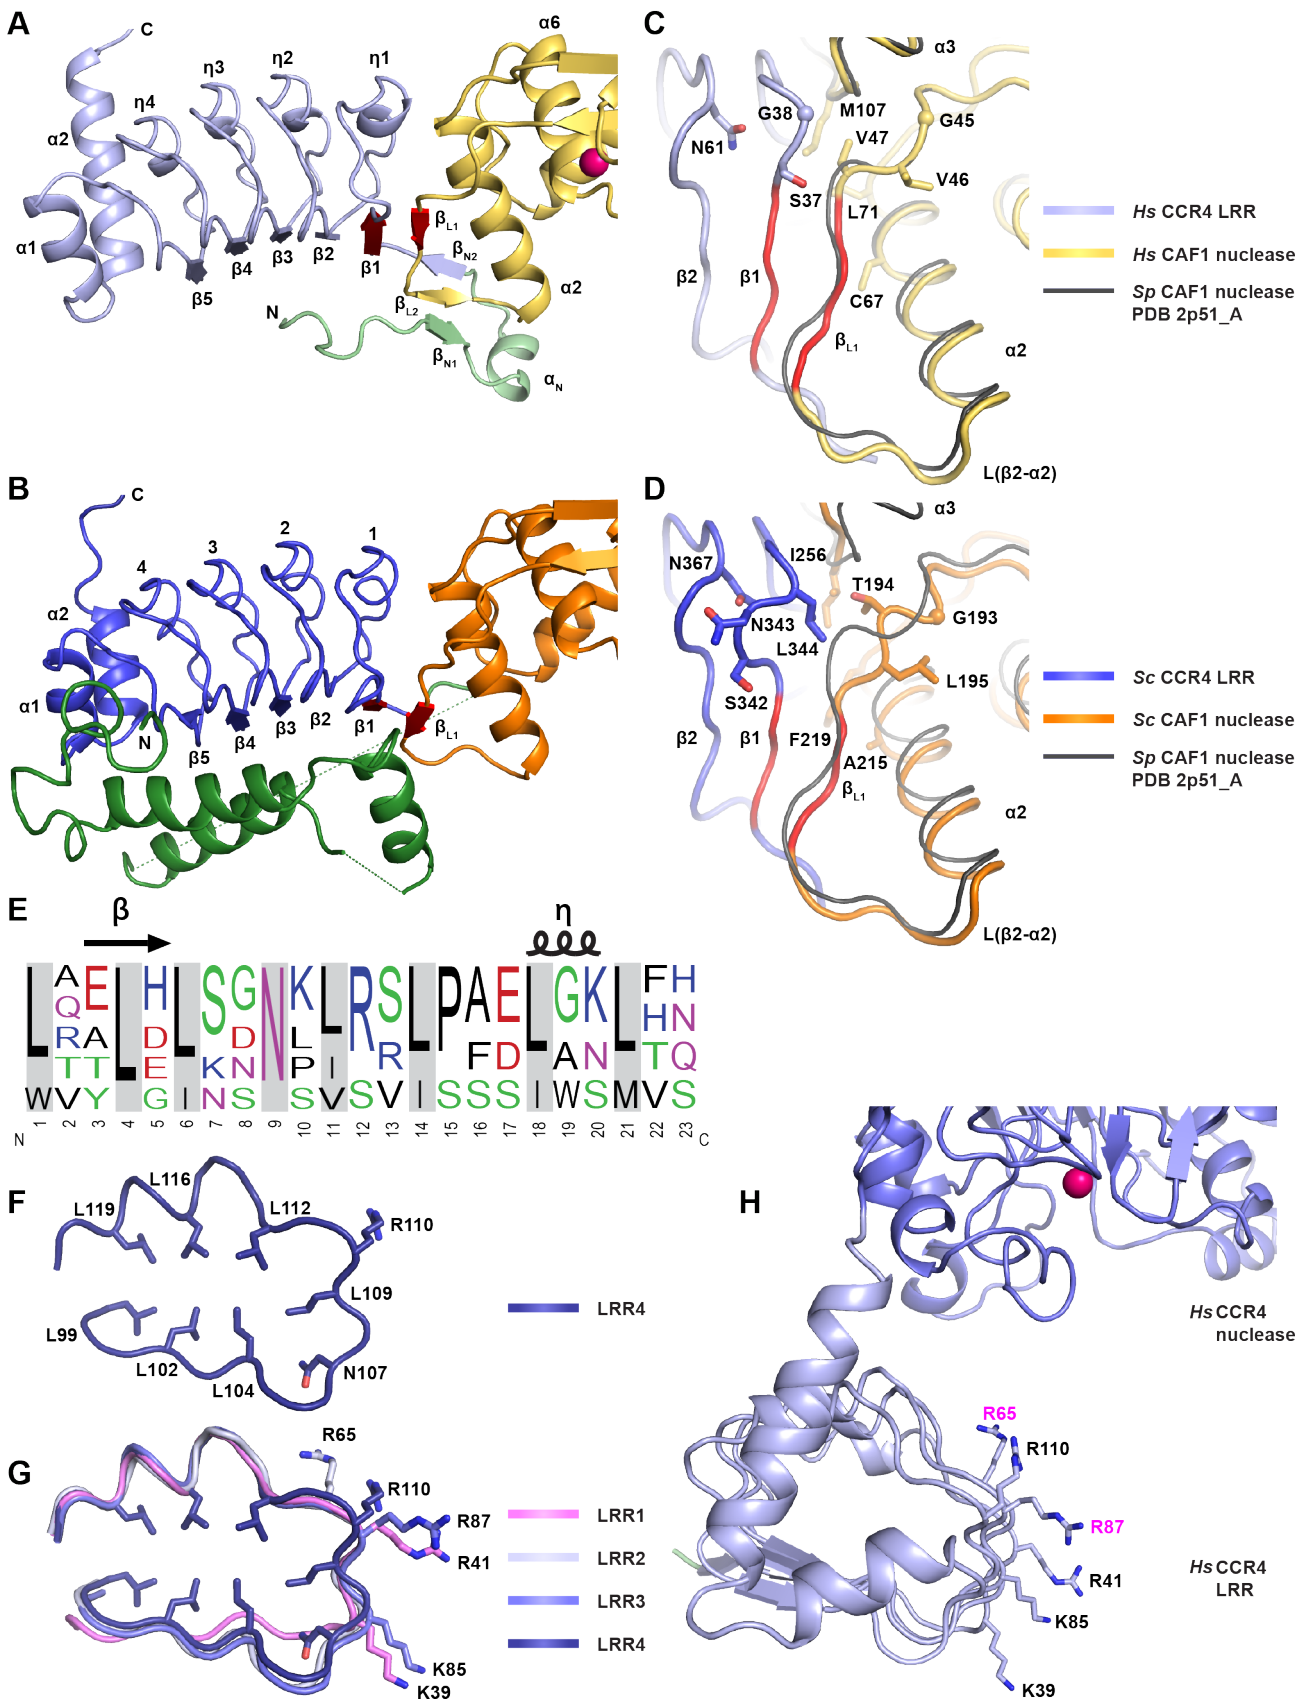 A
C
α6
η3
η2
η1
η4
α2
α1
β5
β4
β3
β2
β1
βL1
βN2
βL2
α2
N
βN1
αN
C
α3
G38
M107
G45
N61
V47
V46
S37
L71
β2
β1
C67
βL1
α2
L(β2-α2)
Hs CCR4 LRR
Hs CAF1 nuclease
Sp CAF1 nuclease
PDB 2p51_A
B
C
4
3
2
1
α2
α1
N
β5
β4
β3
β2
β1
βL1
D
α3
N367
I256
T194
N343
G193
L344
S342
L195
β2
β1
F219
A215
βL1
α2
L(β2-α2)
Sc CCR4 LRR
Sc CAF1 nuclease
Sp CAF1 nuclease
PDB 2p51_A
E
β
η
L A E L H L S G N K L R S L P A E L G K L F H
Q H N
R A D D L R F D A N T Q
T T E K N P I
W V Y G I N S S V S V I S S S I W S M V S
N 1 2 3 4 5 6 7 8 9 10 11 12 13 14 15 16 17 18 19 20 21 22 23 C
F
L119
L116
L112
R110
L109
L99
L102
L104
N107
LRR4
G
R65
R110
R87
R41
K85
K39
LRR1
LRR2
LRR3
LRR4
H
Hs CCR4
nuclease
R65
R110
R87
R41
K85
K39
Hs CCR4
LRR